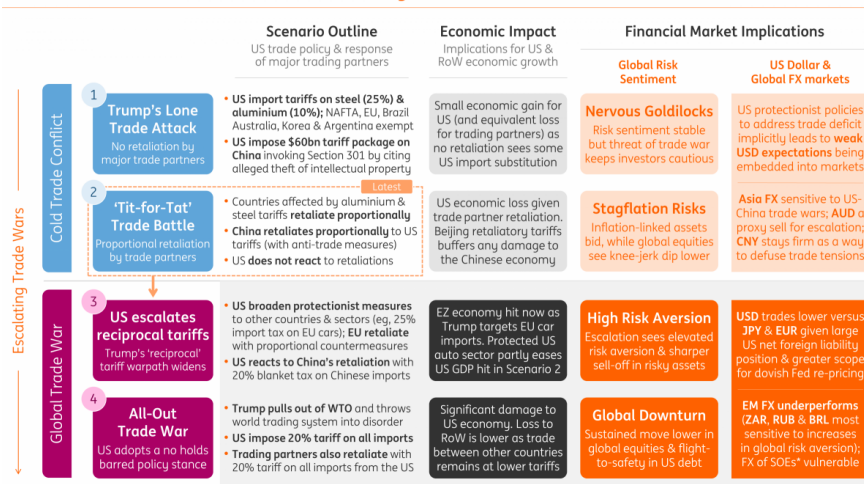 Scenario Outline
US trade policy & response
of major trading partners
Economic Impact
Implications for US &
RoW economic growth
Financial Market Implications
Global Risk
Sentiment
US Dollar &
Global FX markets
Escalating Trade Wars
Cold Trade Conflict
1
Trump's Lone
Trade Attack
No retaliation by
major trade partners
• US import tariffs on steel (25%) &
aluminium (10%); NAFTA, EU, Brazil
Australia, Korea & Argentina exempt
• US impose $60bn tariff package on
China invoking Section 301 by citing
alleged theft of intellectual property
Small economic gain for
US (and equivalent loss
for trading partners) as
no retaliation sees some
US import substitution
Nervous Goldilocks
Risk sentiment stable
but threat of trade war
keeps investors cautious
US protectionist policies
to address trade deficit
implicitly leads to weak
USD expectations being
embedded into markets
Latest
2
'Tit-for-Tat'
Trade Battle
Proportional retaliation
by trade partners
• Countries affected by aluminium &
steel tariffs retaliate proportionally
• China retaliates proportionally to US
tariffs (with anti-trade measures)
• US does not react to retaliations
US economic loss given
trade partner retaliation.
Beijing retaliatory tariffs
buffers any damage to
the Chinese economy
Stagflation Risks
Inflation-linked assets
bid, while global equities
see knee-jerk dip lower
Asia FX sensitive to US-
China trade wars; AUD a
proxy sell for escalation;
CNY stays firm as a way
to defuse trade tensions
Global Trade War
3
US escalates
reciprocal tariffs
Trump's 'reciprocal'
tariff warpath widens
• US broaden protectionist measures
to other countries & sectors (eg, 25%
import tax on EU cars); EU retaliate
with proportional countermeasures
• US reacts to China's retaliation with
20% blanket tax on Chinese imports
EZ economy hit now as
Trump targets EU car
imports. Protected US
auto sector partly eases
US GDP hit in Scenario 2
High Risk Aversion
Escalation sees elevated
risk aversion & sharper
sell-off in risky assets
USD trades lower versus
JPY & EUR given large
US net foreign liability
position & greater scope
for dovish Fed re-pricing
4
All-Out
Trade War
US adopts a no holds
barred policy stance
• Trump pulls out of WTO and throws
world trading system into disorder
• US impose 20% tariff on all imports
• Trading partners also retaliate with
20% tariff on all imports from the US
Significant damage to
US economy. Loss to
RoW is lower as trade
between other countries
remains at lower tariffs
Global Downturn
Sustained move lower in
global equities & flight-
to-safety in US debt
EM FX underperforms
(ZAR, RUB & BRL most
sensitive to increases
in global risk aversion);
FX of SOEs* vulnerable